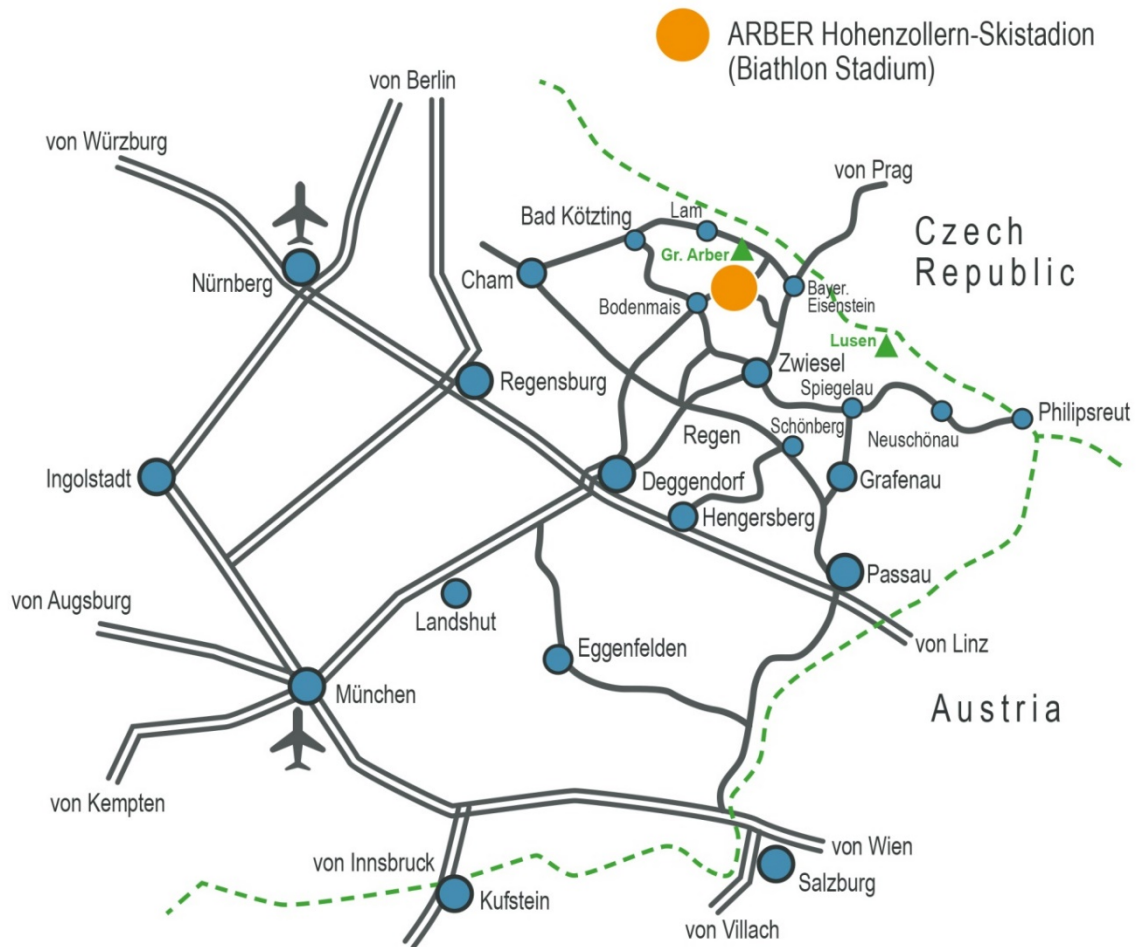 ARBER Hohenzollern-Skistadion
(Biathlon Stadium)
von Berlin
von Würzburg
von Prag
Czech
Republic
Lam
Bad Kötzting
Gr. Arber
Nürnberg
Cham
Bayer.
Eisenstein
Bodenmais
Lusen
Zwiesel
Regensburg
Spiegelau
Philipsreut
Regen
Schönberg
Neuschönau
Ingolstadt
Deggendorf
Grafenau
Hengersberg
Passau
von Augsburg
Landshut
von Linz
Eggenfelden
München
Austria
von Kempten
von Wien
von Innsbruck
Salzburg
Kufstein
von Villach